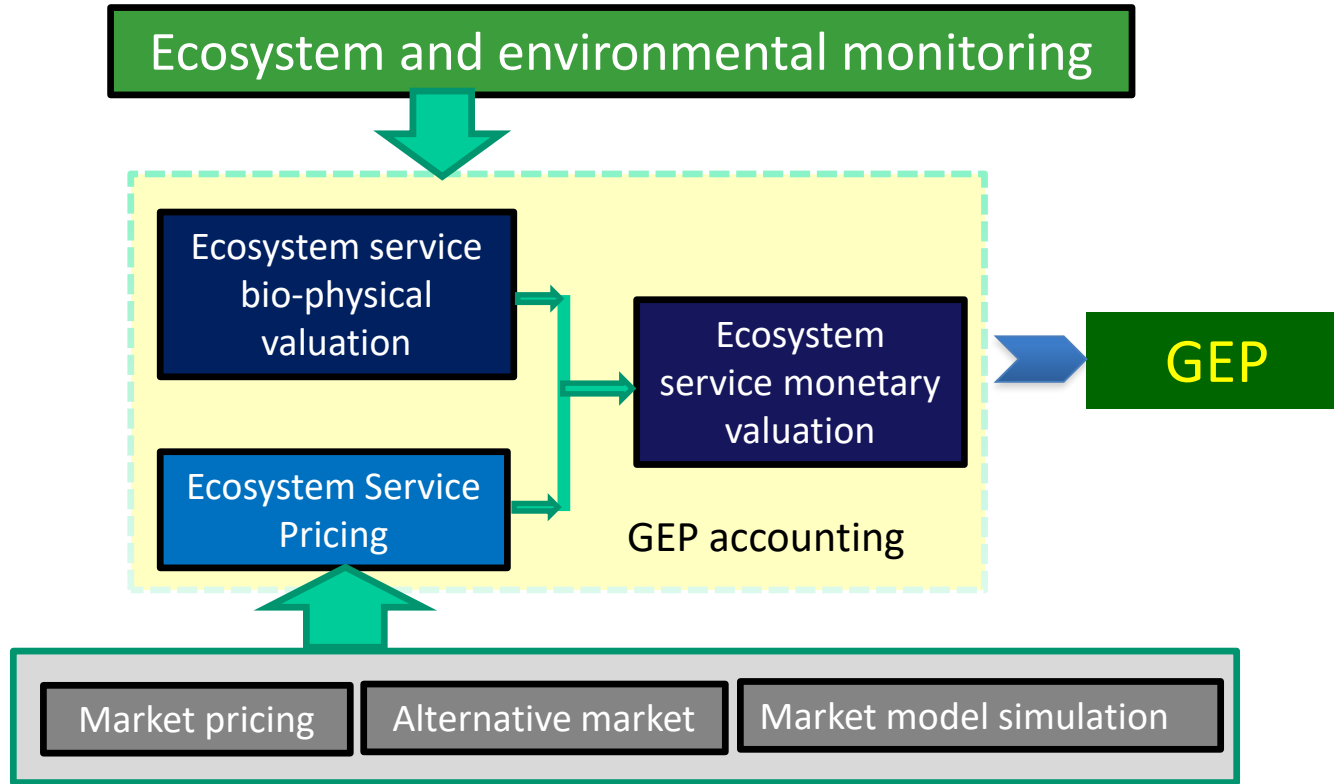 Ecosystem and environmental monitoring
Ecosystem service
bio-physical
valuation
Ecosystem
service monetary
valuation
GEP
Ecosystem Service
Pricing
GEP accounting
Market pricing
Alternative market
Market model simulation